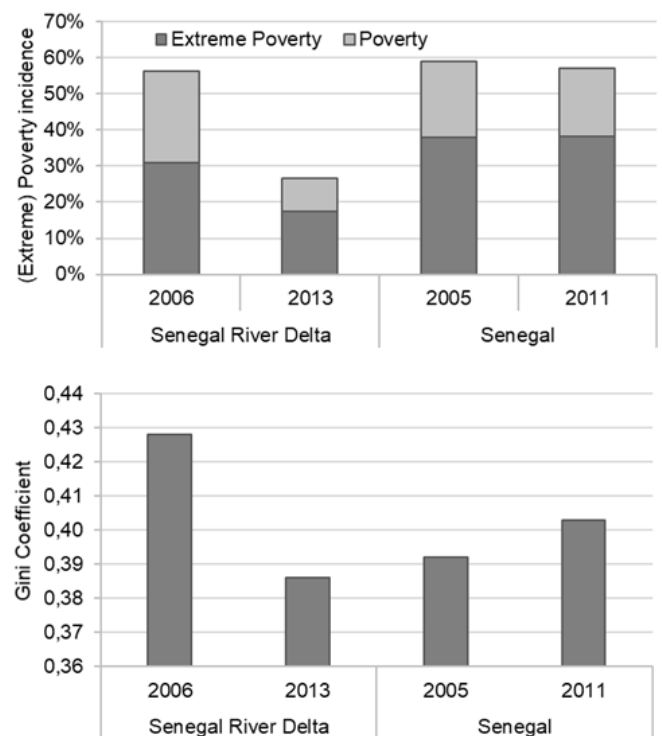 70%
Extreme Poverty Poverty
60%
50%
40%
30%
20%
10%
0%
(Extreme) Poverty incidence
2006 2013 2005 2011
Senegal River Delta Senegal
0,44
0,43
0,42
0,41
0,40
0,39
0,38
0,37
0,36
Gini Coefficient
2006 2013 2005 2011
Senegal River Delta Senegal